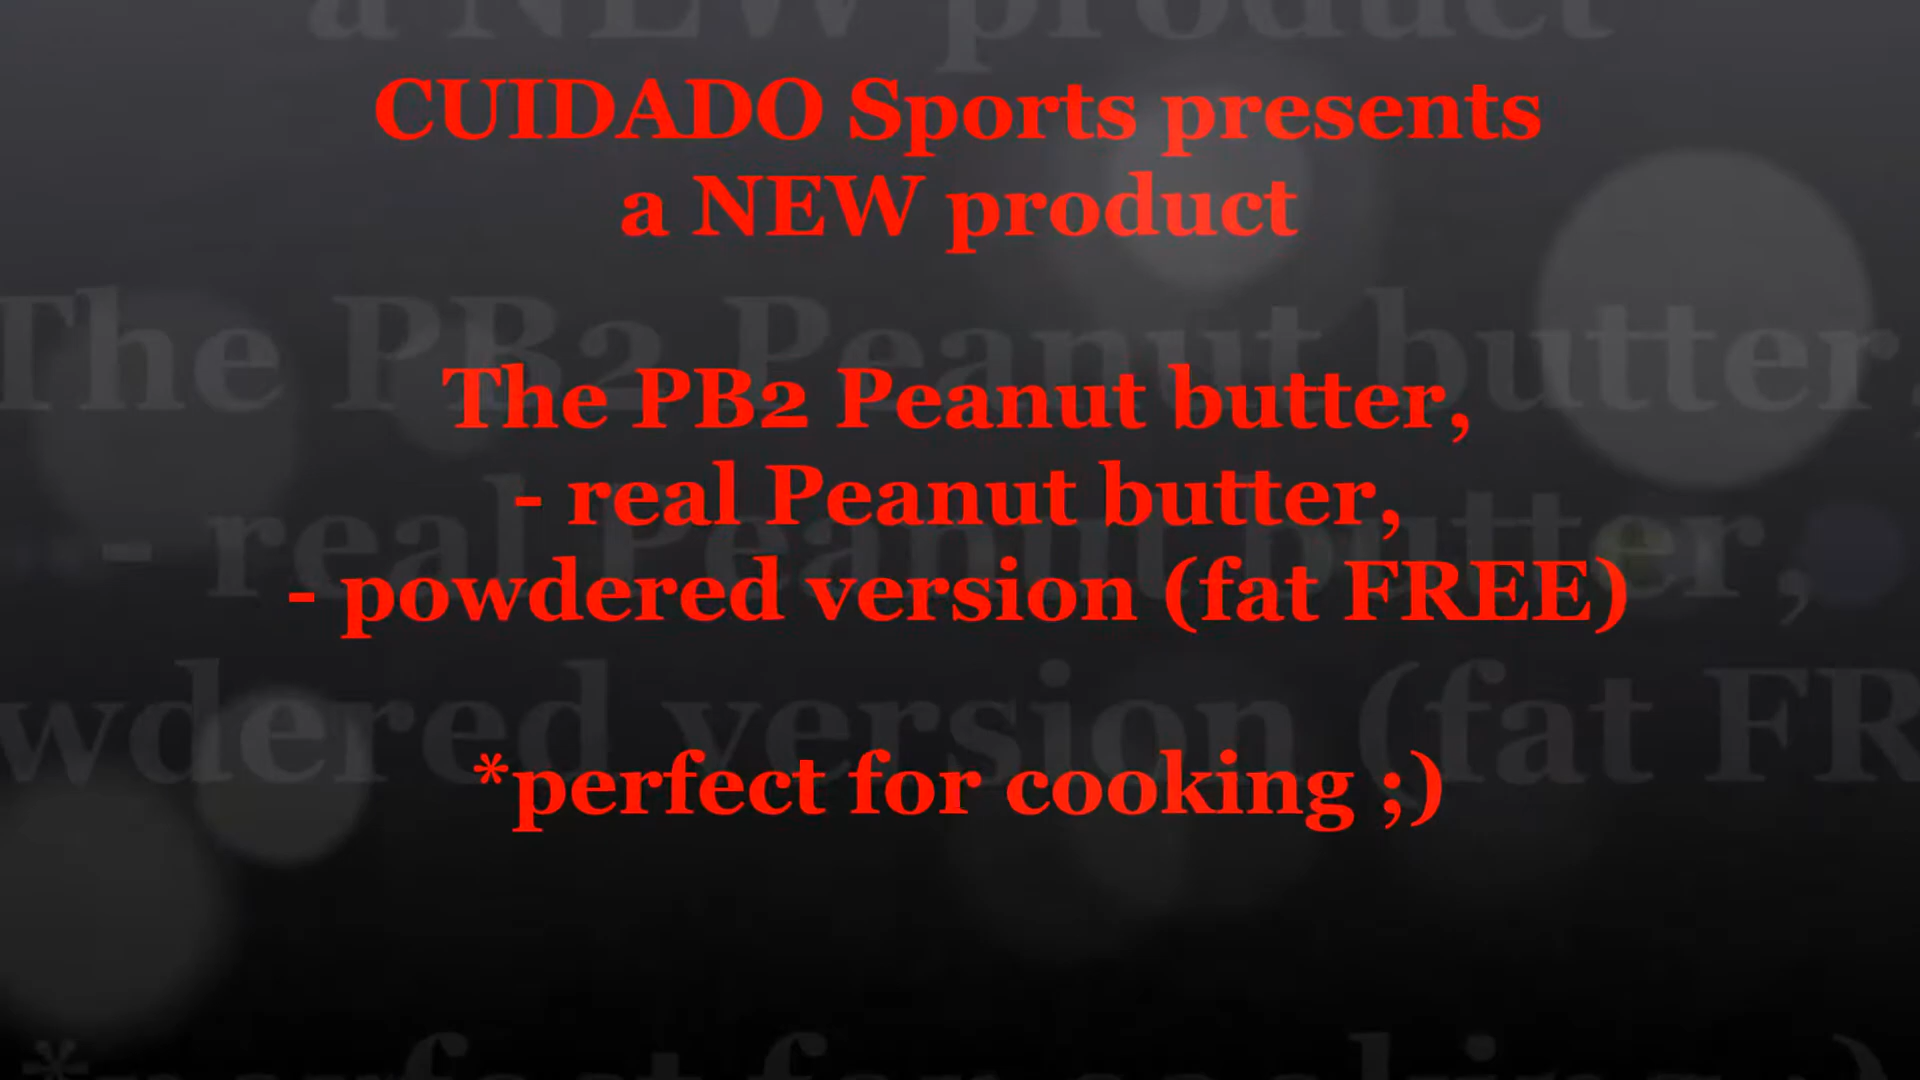 CUIDADO Sports presents
a NEW product
The PB2 Peanut butter,
- real Peanut butter,
- powdered version (fat FREE)
*perfect for cooking ;)